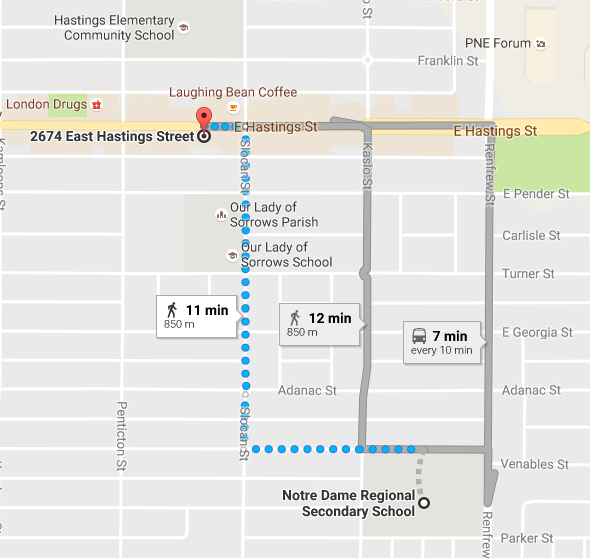 Hastings Elementary
Community School
p St
PNE Forum
Franklin St
Laughing Bean Coffee
London Drugs
2674 East Hastings Street
E Hastings St
E Hastings St
Kamloops St
Slocan St
Kaslo St
Renfrew St
E Pender St
Our Lady of
Sorrows Parish
Carlisle St
Our Lady of
Sorrows School
Turner St
11 min
850 m
12 min
850 m
7 min
every 10 min
E Georgia St
Adanac St
Adanac St
Penticton St
Slocan St
Venables St
Notre Dame Regional
Secondary School
Renfrew
Parker St